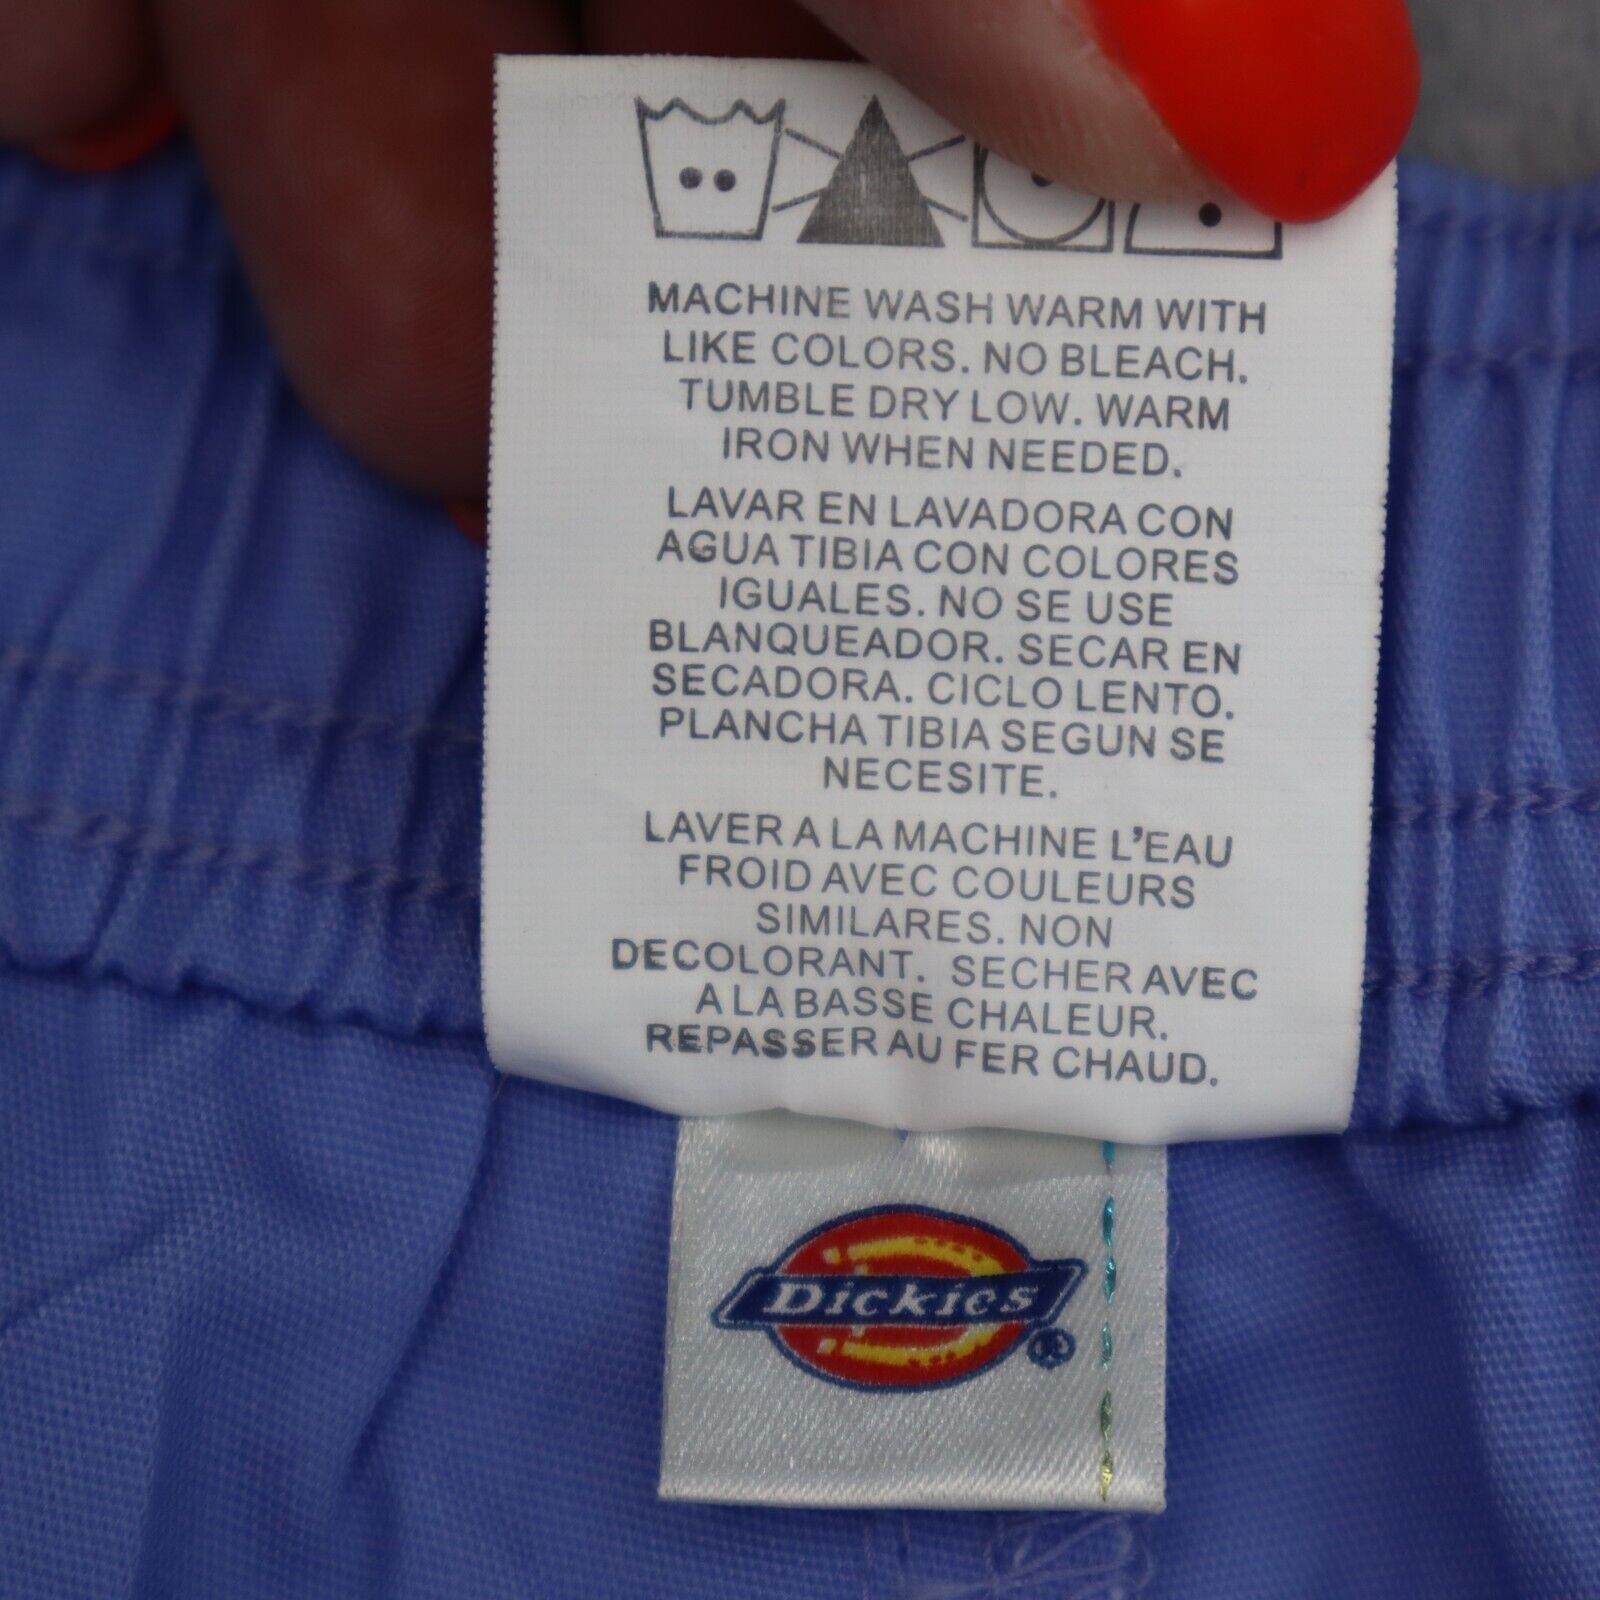 MACHINE WASH WARM WITH
LIKE COLORS. NO BLEACH.
TUMBLE DRY LOW. WARM
IRON WHEN NEEDED.
LAVAR EN LAVADORA CON
AGUA TIBIA CON COLORES
IGUALES. NO SE USE
BLANQUEADOR. SECAR EN
SECADORA. CICLO LENTO.
PLANCHA TIBIA SEGUN SE
NECESITE.
LAVER A LA MACHINE L'EAU
FROID AVEC COULEURS
SIMILARES. NON
DECOLORANT. SECHER AVEC
A LA BASSE CHALEUR.
REPASSER AU FER CHAUD.
Dickies
®